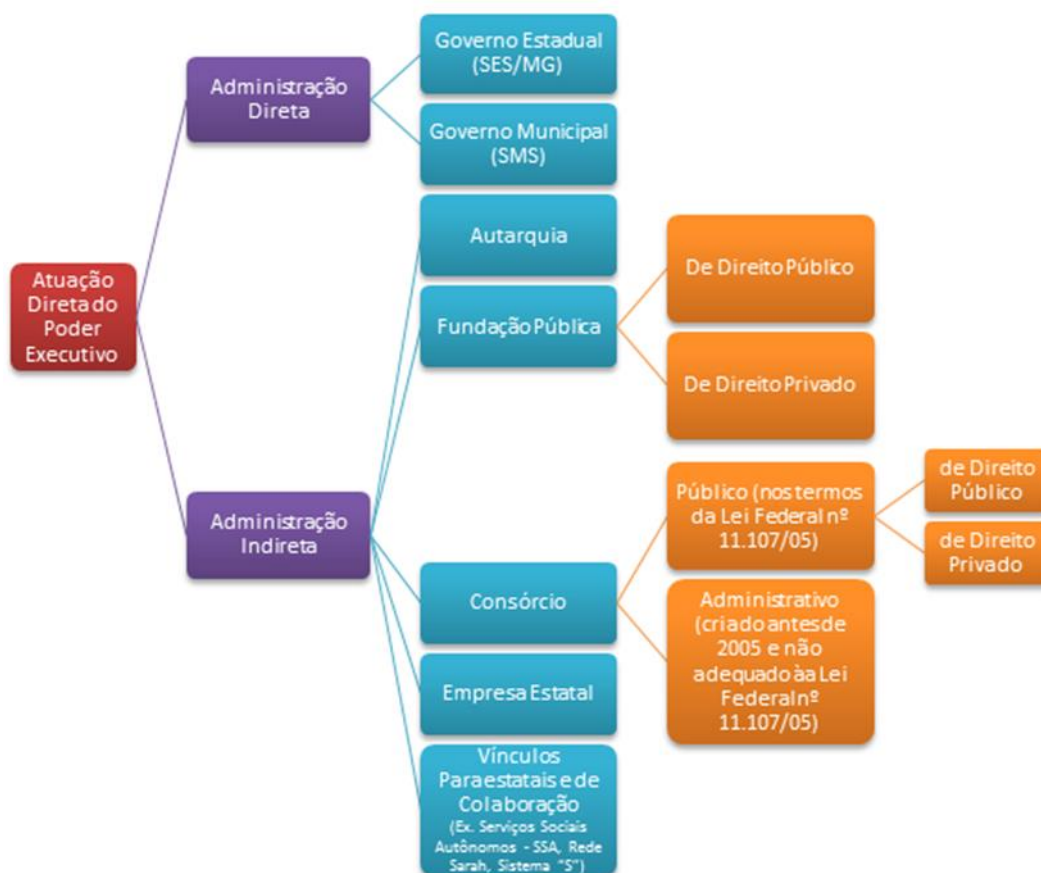 Atuação
Direta do
Poder
Executivo
Administração
Direta
Governo Estadual
(SES/MG)
Governo Municipal
(SMS)
Administração
Indireta
Autarquia
Fundação Pública
De Direito Público
De Direito Privado
Consórcio
Público (nos termos
da Lei Federal nº
11.107/05)
de Direito
Público
de Direito
Privado
Administrativo
(criado antes de
2005 e não
adequado àa Lei
Federal nº
11.107/05)
Empresa Estatal
Vínculos
Paraestatais e de
Colaboração
(Ex. Serviços Sociais
Autônomos - SSA, Rede
Sarah, Sistema "S")